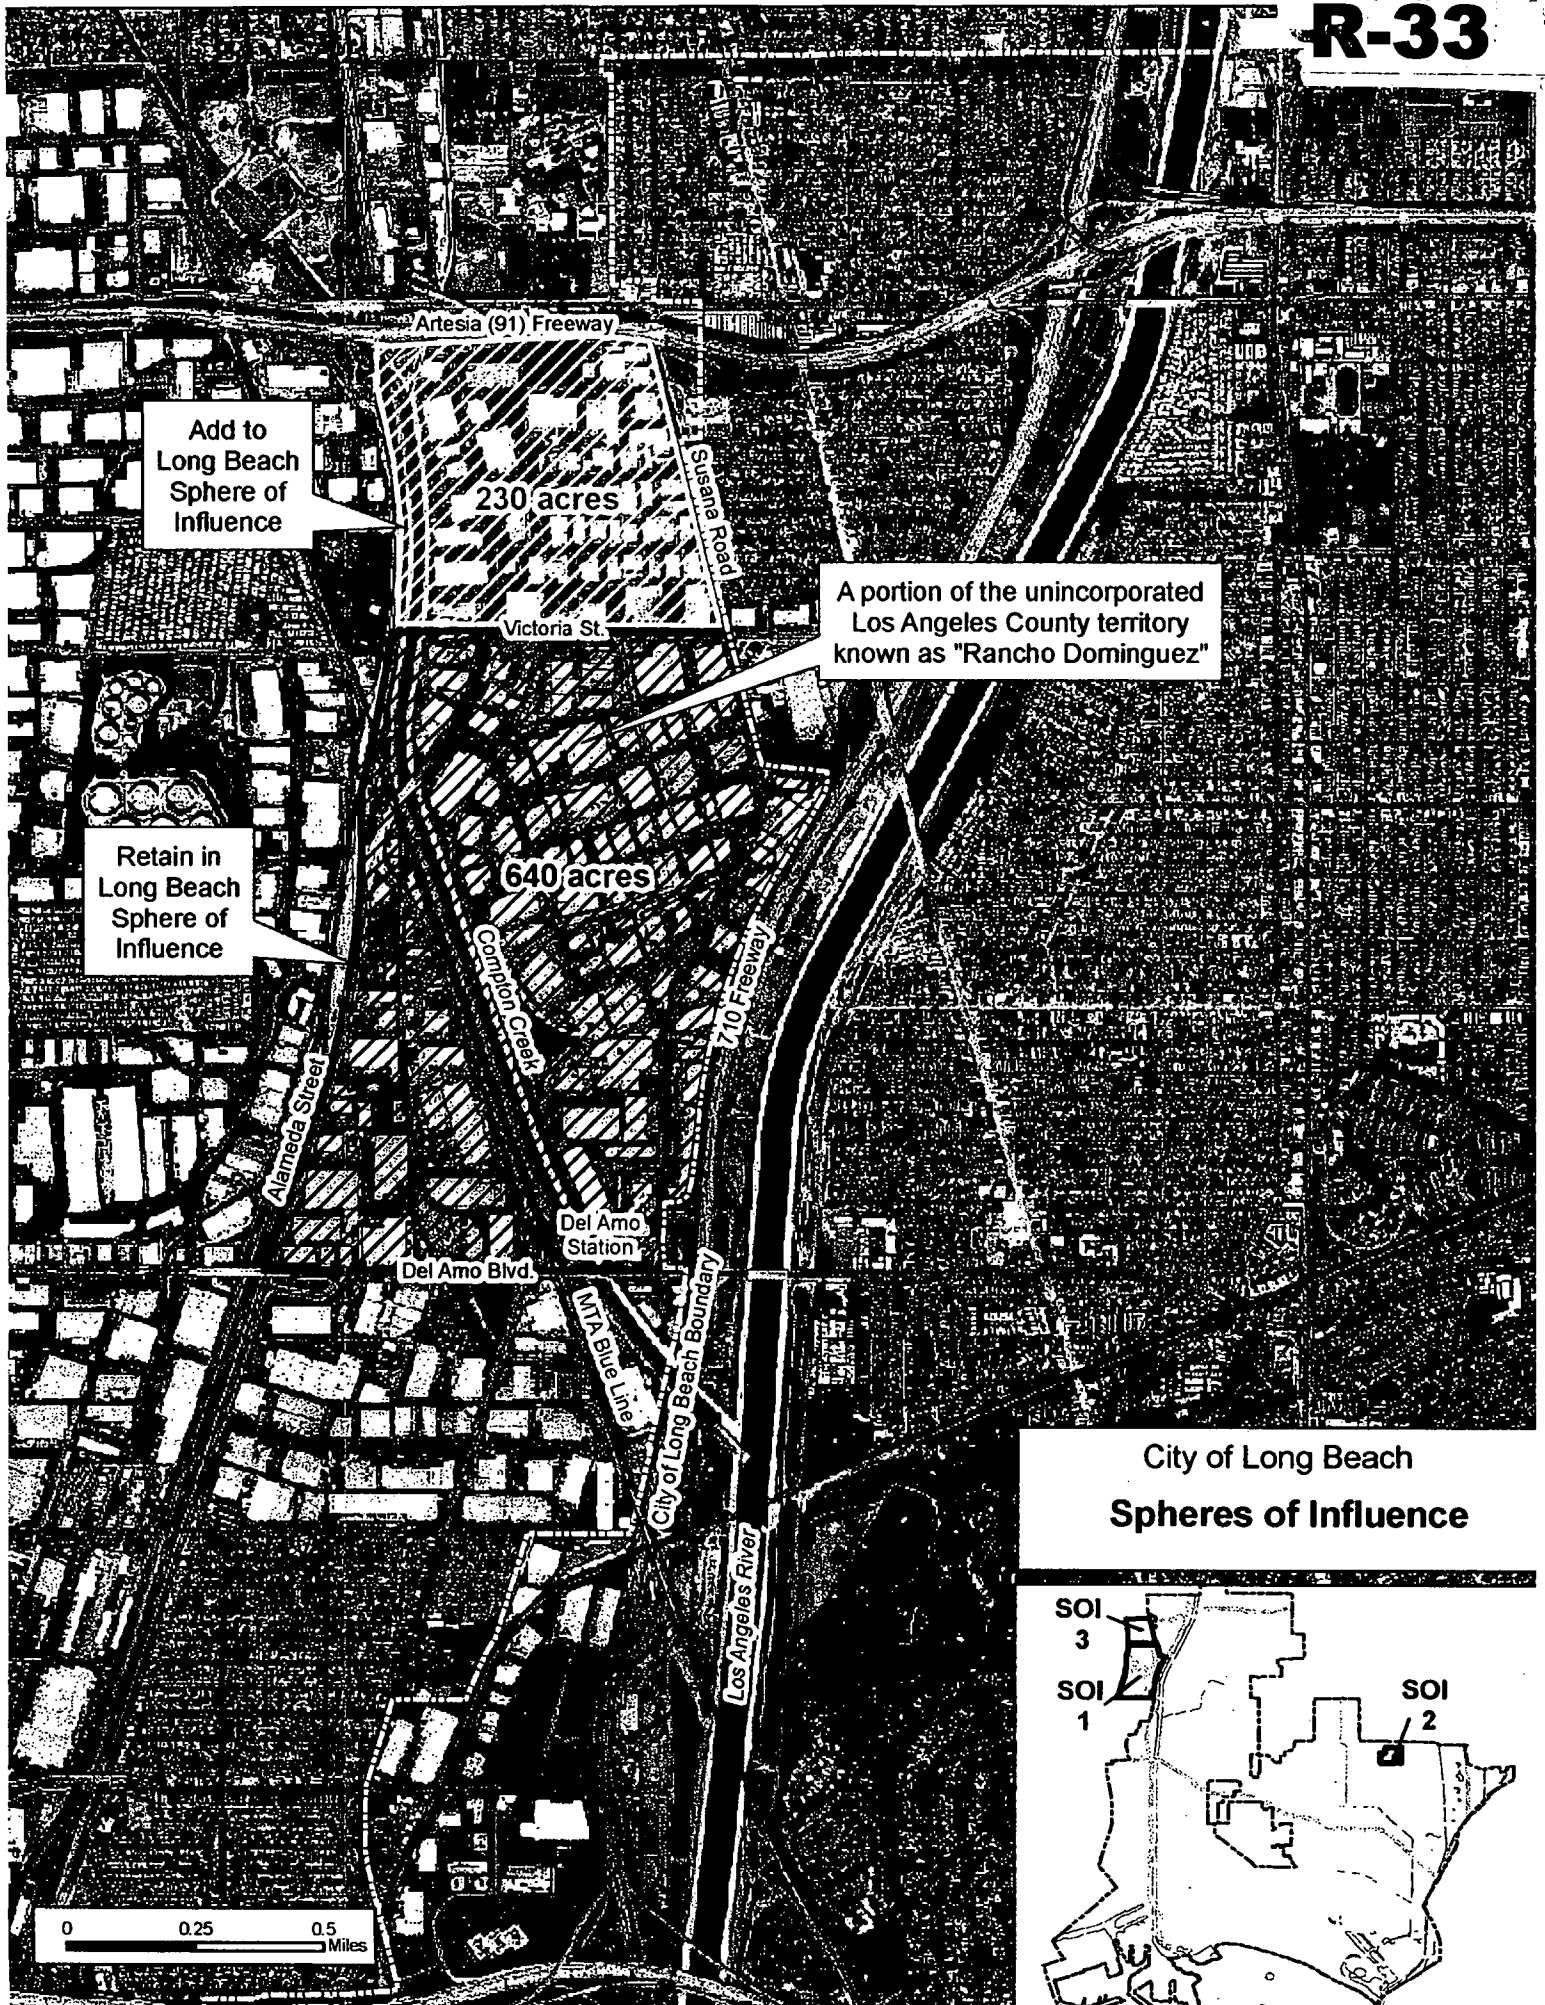 R-33
Artesia (91) Freeway
Add to
Long Beach
Sphere of
Influence
230 acres
Susana Road
Victoria St.
A portion of the unincorporated
Los Angeles County territory
known as "Rancho Dominguez"
Retain in
Long Beach
Sphere of
Influence
640 acres
Compton Creek
710 Freeway
Alameda Street
Del Amo
Station
Del Amo Blvd.
MTA Blue Line
City of Long Beach Boundary
Los Angeles River
City of Long Beach
Spheres of Influence
SOI
3
SOI
1
SOI
2
0 0.25 0.5
Miles